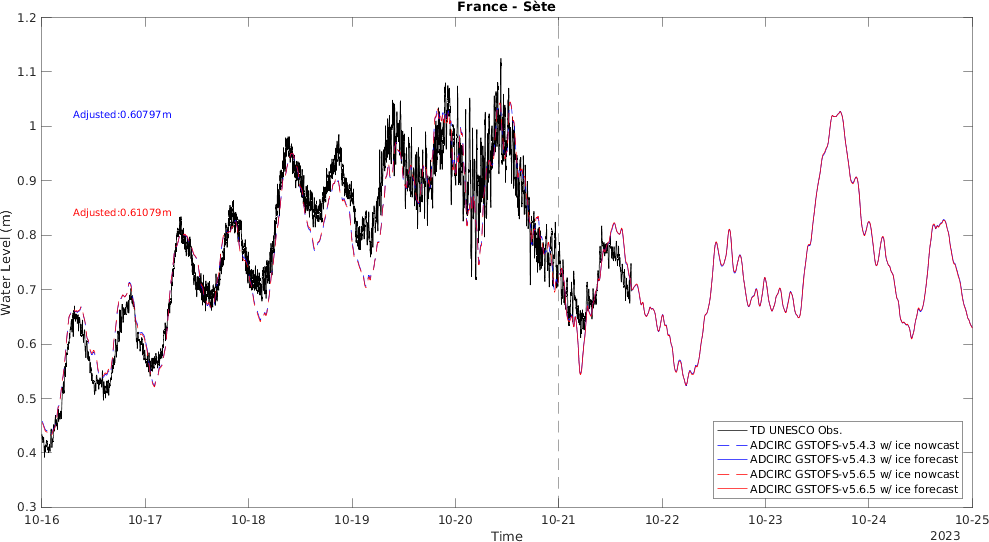 France - Sète
1.2
1.1
1
0.9
0.8
0.7
0.6
0.5
0.4
0.3
Water Level (m)
Adjusted:0.60797m
Adjusted:0.61079m
TD UNESCO Obs.
ADCIRC GSTOFS-v5.4.3 w/ ice nowcast
ADCIRC GSTOFS-v5.4.3 w/ ice forecast
ADCIRC GSTOFS-v5.6.5 w/ ice nowcast
ADCIRC GSTOFS-v5.6.5 w/ ice forecast
10-16 10-17 10-18 10-19 10-20 10-21 10-22 10-23 10-24 10-25
Time
2023